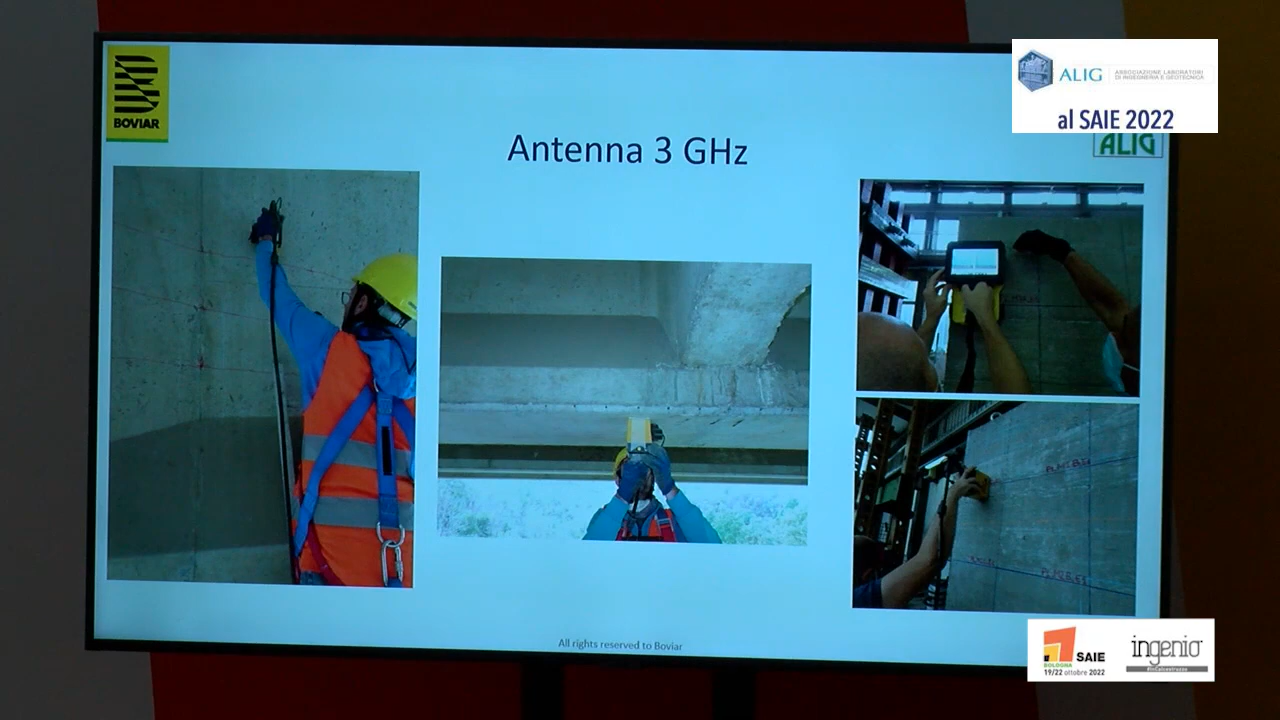 BOVIAR
ALIG
ASSOCIAZIONE LABORATORI
DI INGEGNERIA E GEOTECNICA
al SAIE 2022
ALIG
Antenna 3 GHz
All rights reserved to Boviar
SAIE
BOLOGNA
19/22 ottobre 2022
ingenio